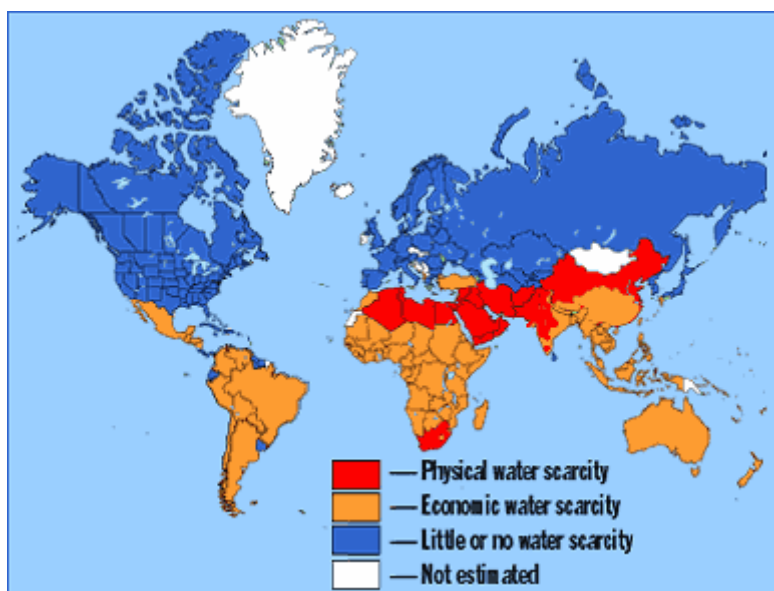 Physical water scarcity
Economic water scarcity
Little or no water scarcity
Not estimated